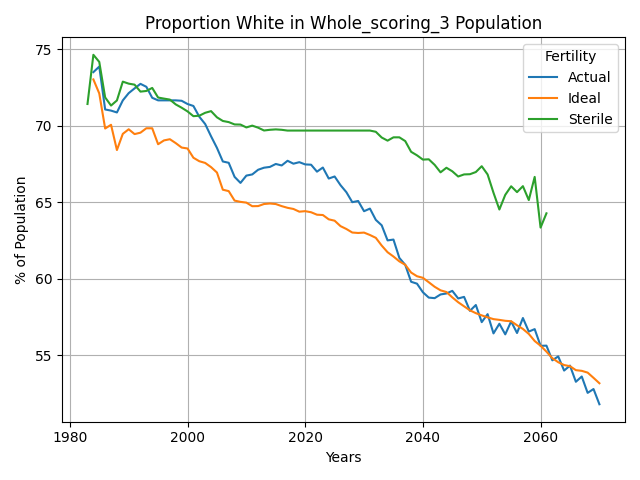 Proportion White in Whole_scoring_3 Population
% of Population
75
70
65
60
55
Fertility
Actual
Ideal
Sterile
1980
2000
2020
2040
2060
Years